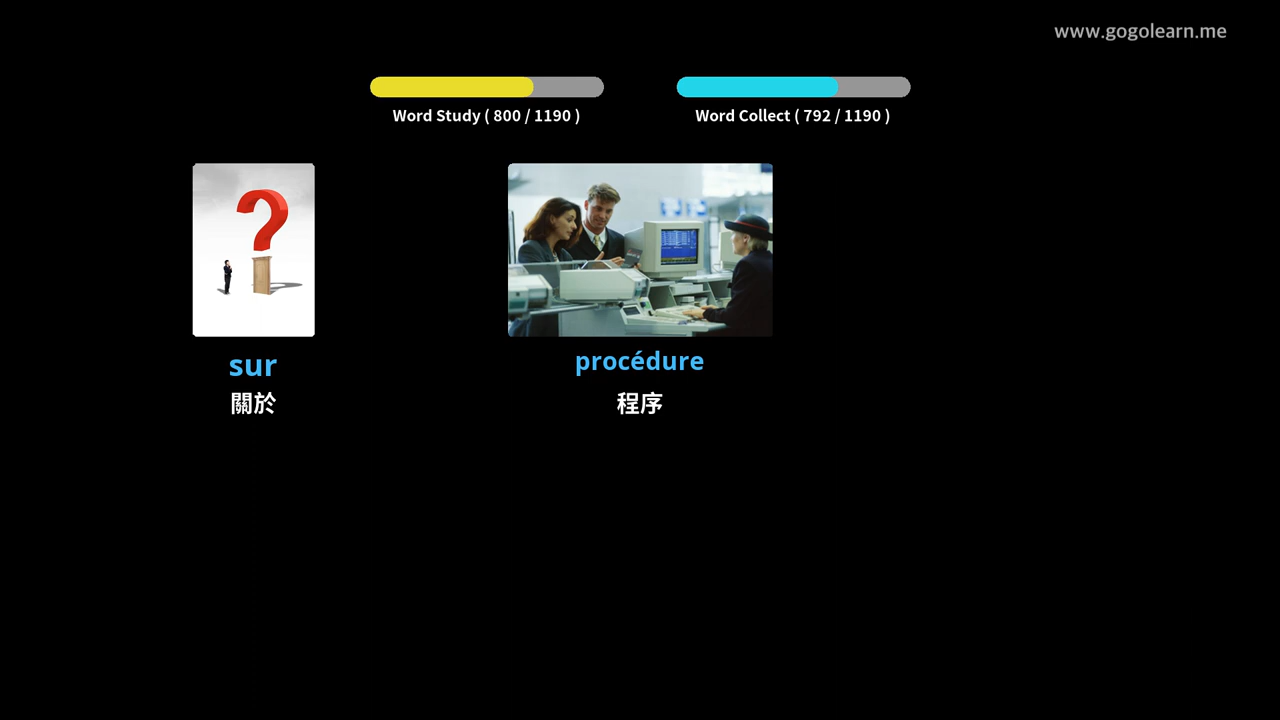 www.gogolearn.me
Word Study ( 800 / 1190 )
Word Collect ( 792 / 1190 )
sur
關於
procédure
程序